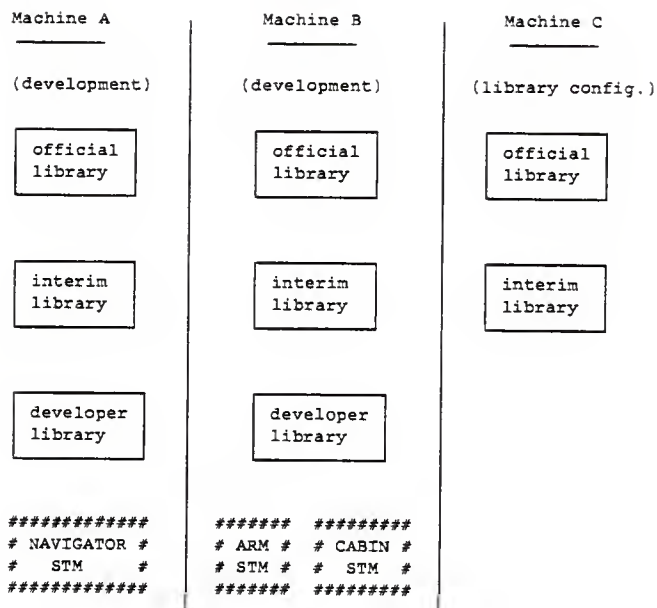 Machine A Machine B Machine C
(development) (development) (library config.)
official official official
library library library
interim interim interim
library library library
developer developer
library library
############# ####### #########
# NAVIGATOR # # ARM # # CABIN #
# STM # # STM # # STM #
############# ####### #########